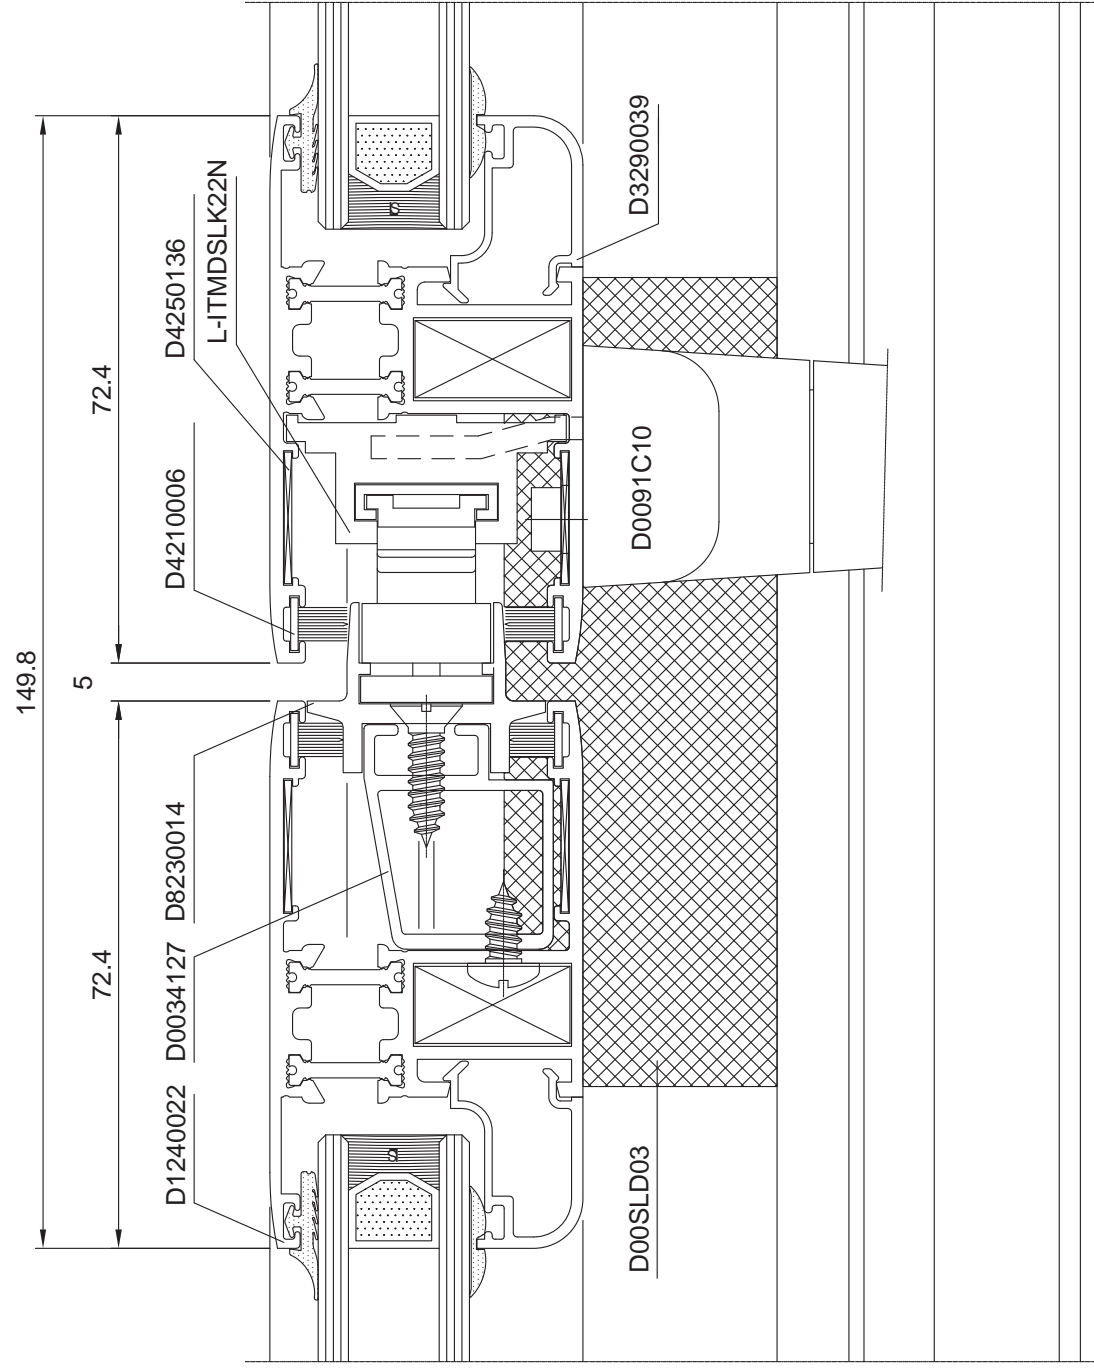 149.8
72.4
5
72.4
D1240022
D0034127
D8230014
D4210006
D4250136
L-ITMDSLK22N
D3290039
D0091C10
D00SLD03
S
S